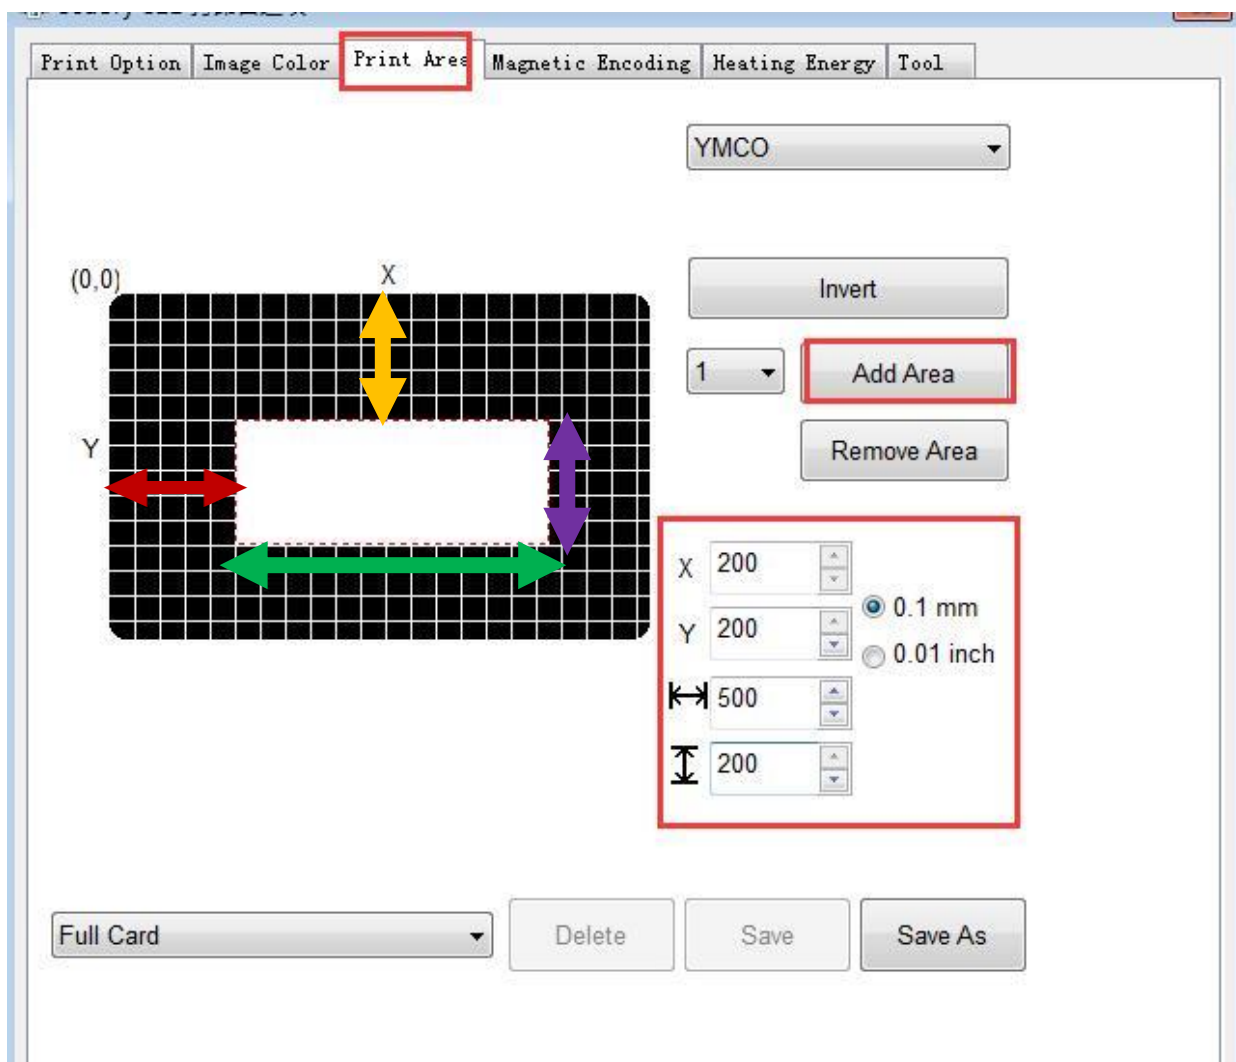 Print Option Image Color Print Area Magnetic Encoding Heating Energy Tool
YMCO
(0,0)
X
Invert
1
Add Area
Y
Remove Area
X 200
0.1 mm
Y 200
0.01 inch
500
200
Full Card
Delete
Save
Save As